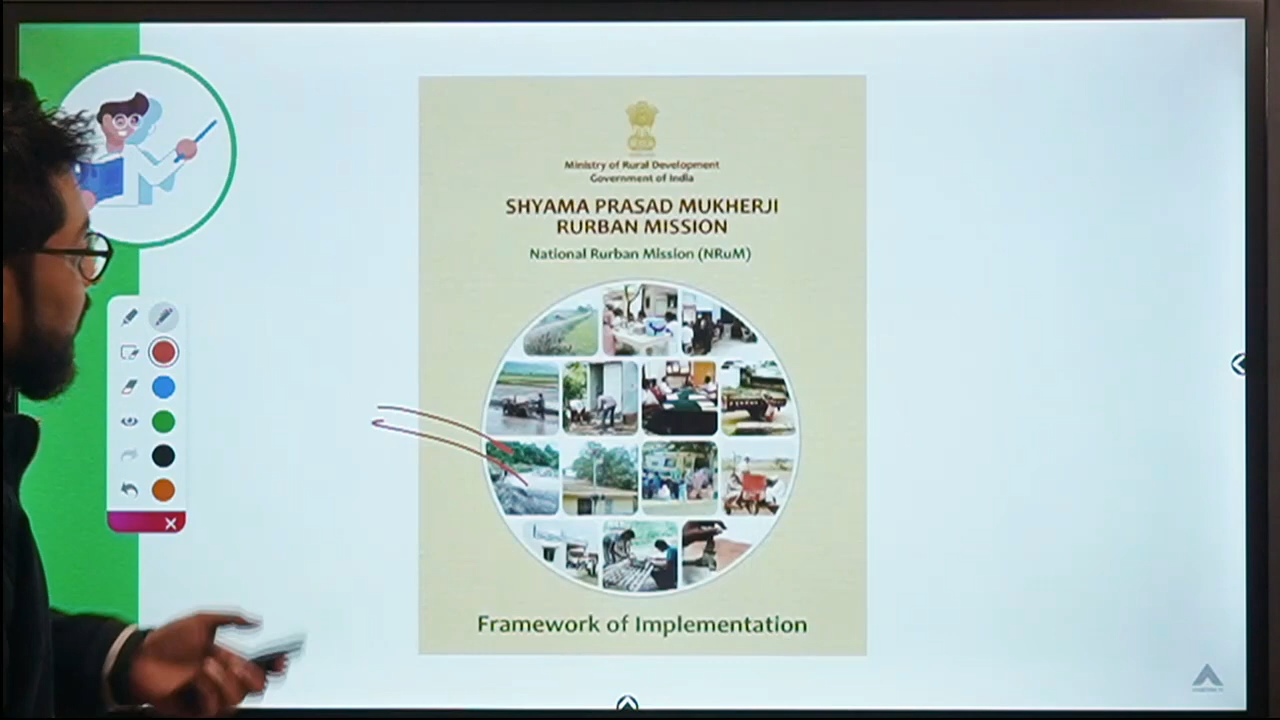 Ministry of Rural Development
Government of India
SHYAMA PRASAD MUKHERJI
RURBAN MISSION
National Rurban Mission (NRuM)
Framework of Implementation